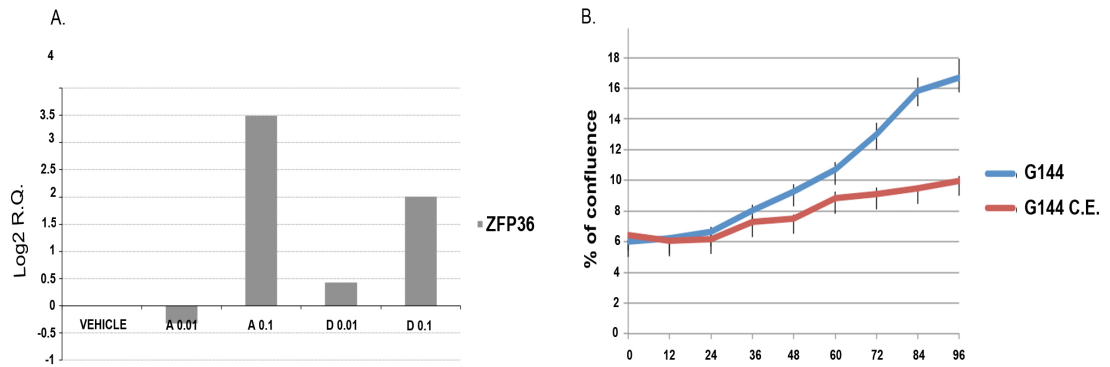 A.
4
3.5
3
2.5
2
1.5
1
0.5
0
-0.5
-1
Log2 R.Q.
VEHICLE A 0.01 A 0.1 D 0.01 D 0.1
ZFP36
B.
18
16
14
12
10
8
6
4
2
0
% of confluence
0 12 24 36 48 60 72 84 96
G144
G144 C.E.